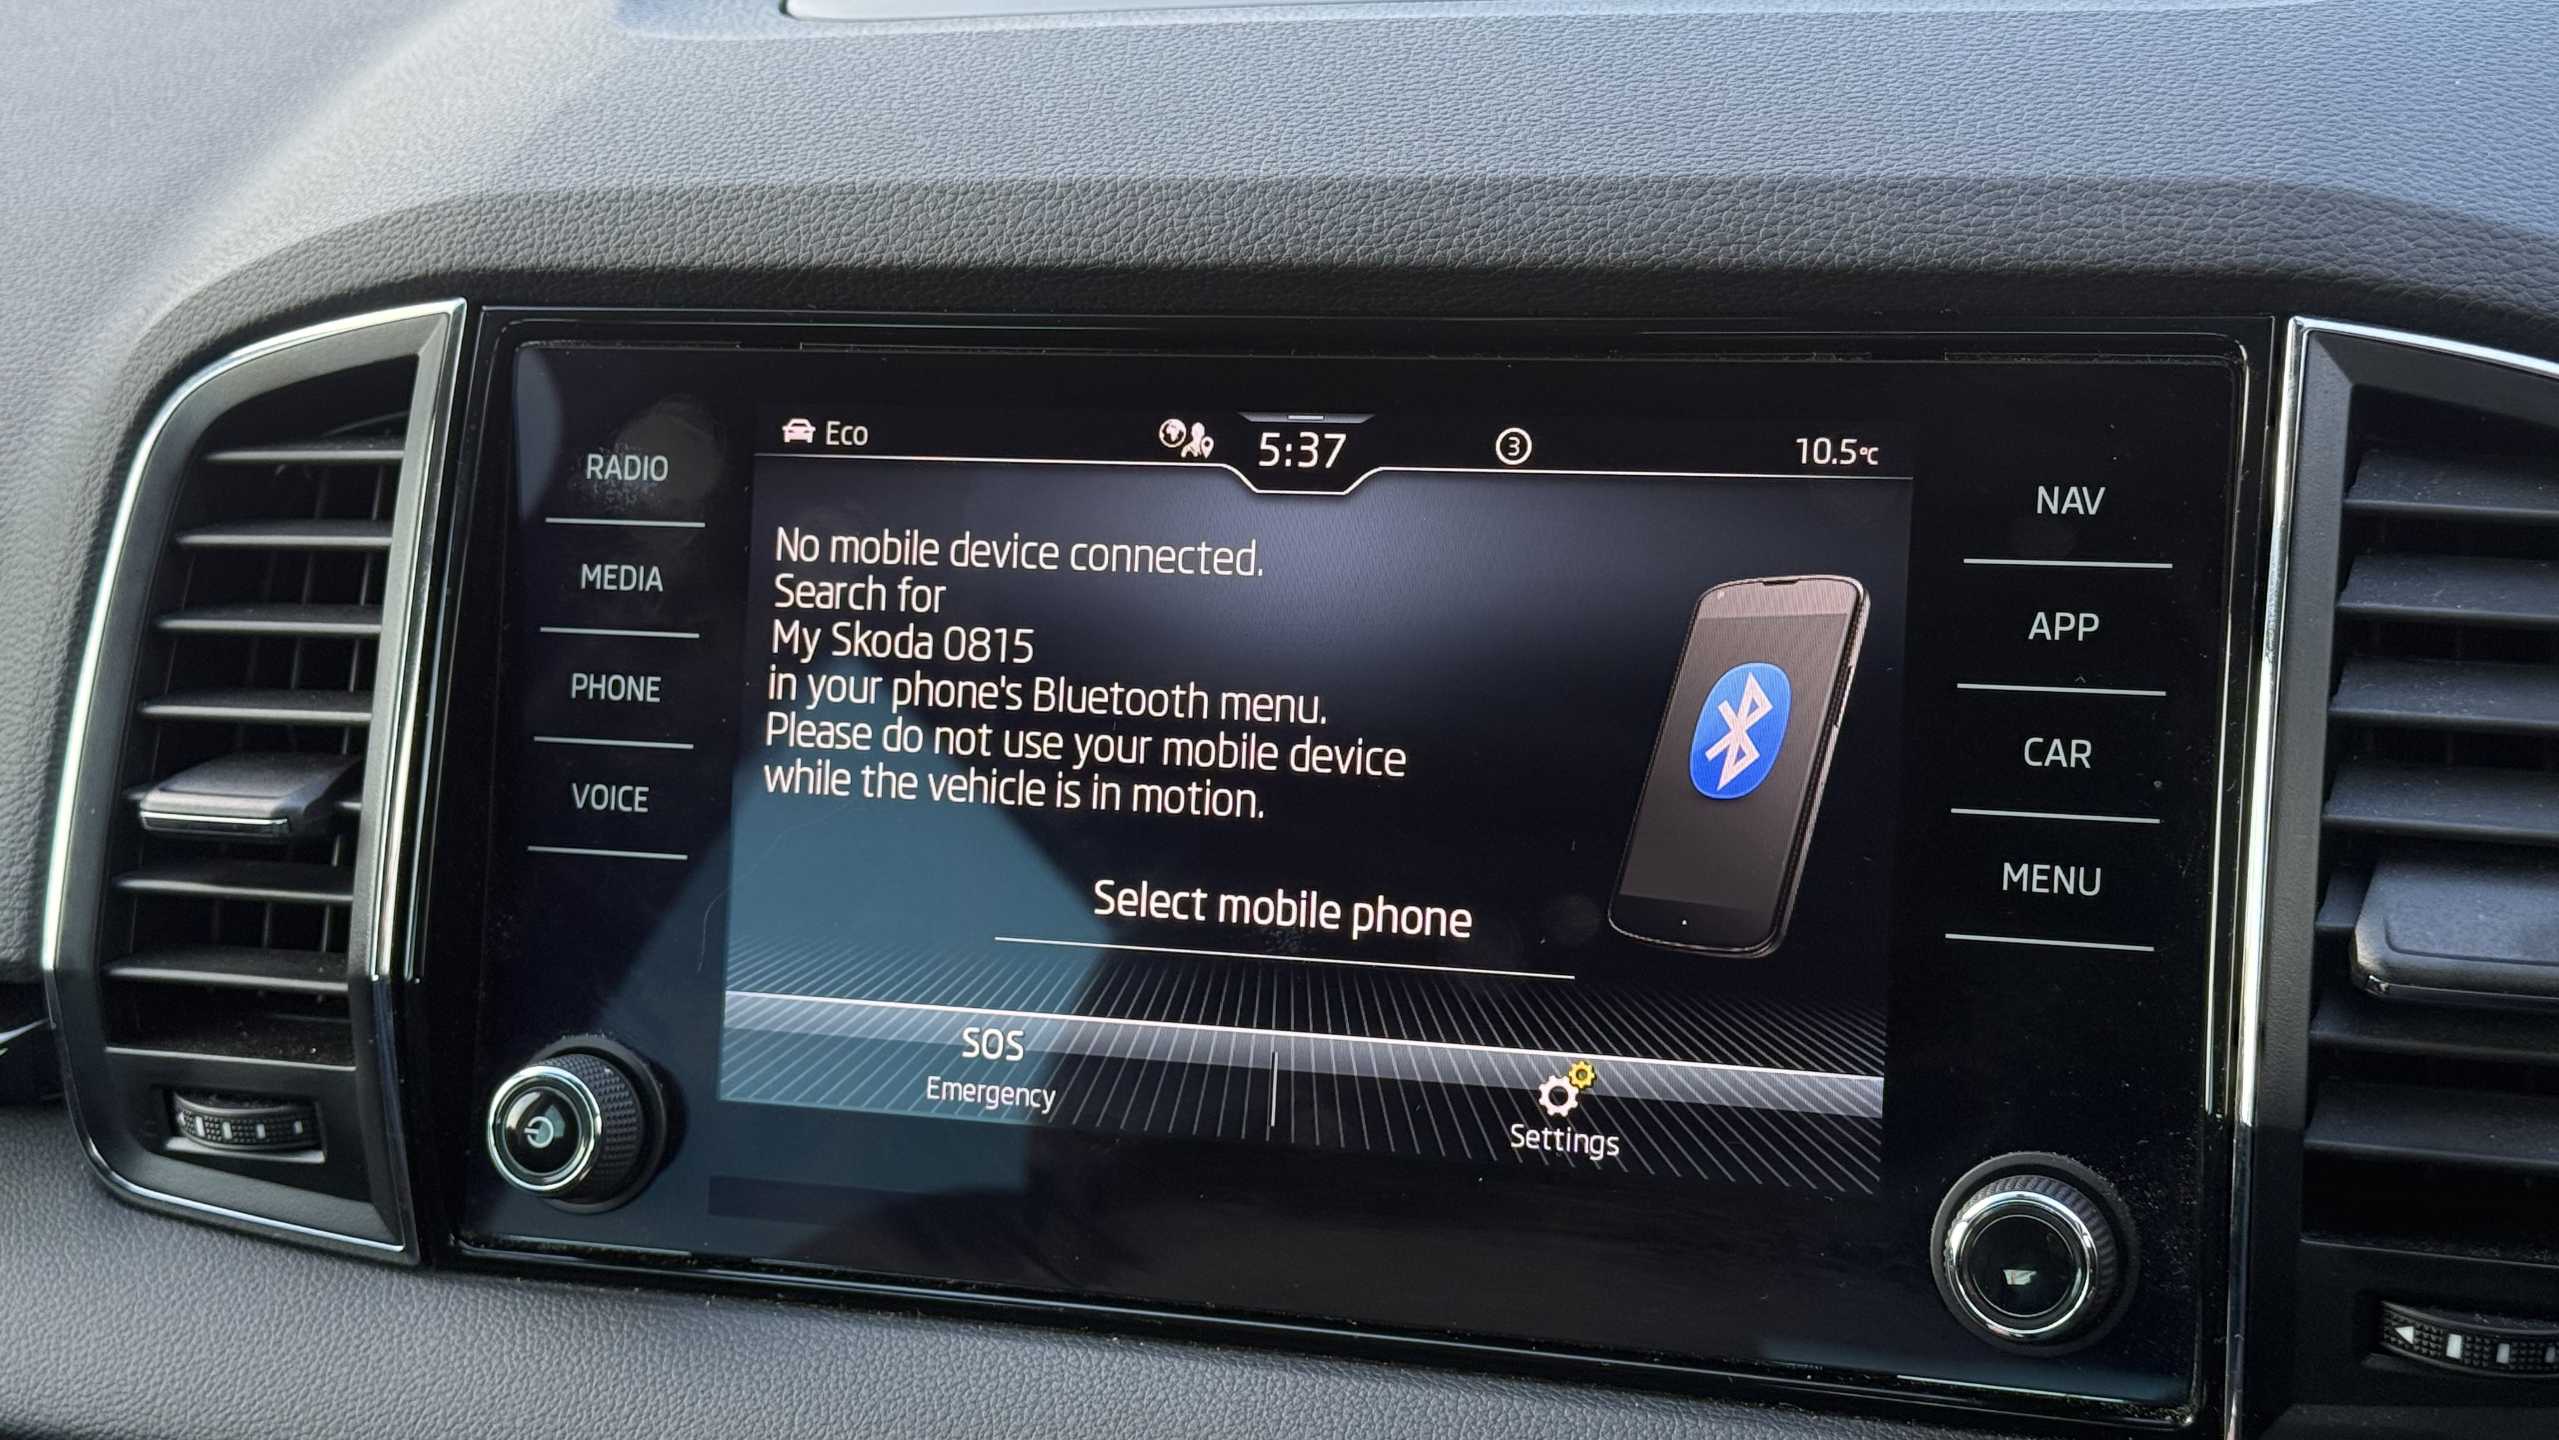 Eco
5:37
3
10.5°C
RADIO
MEDIA
PHONE
VOICE
No mobile device connected.
Search for
My Skoda 0815
in your phone's Bluetooth menu.
Please do not use your mobile device
while the vehicle is in motion.
Select mobile phone
SOS
Emergency
Settings
NAV
APP
CAR
MENU